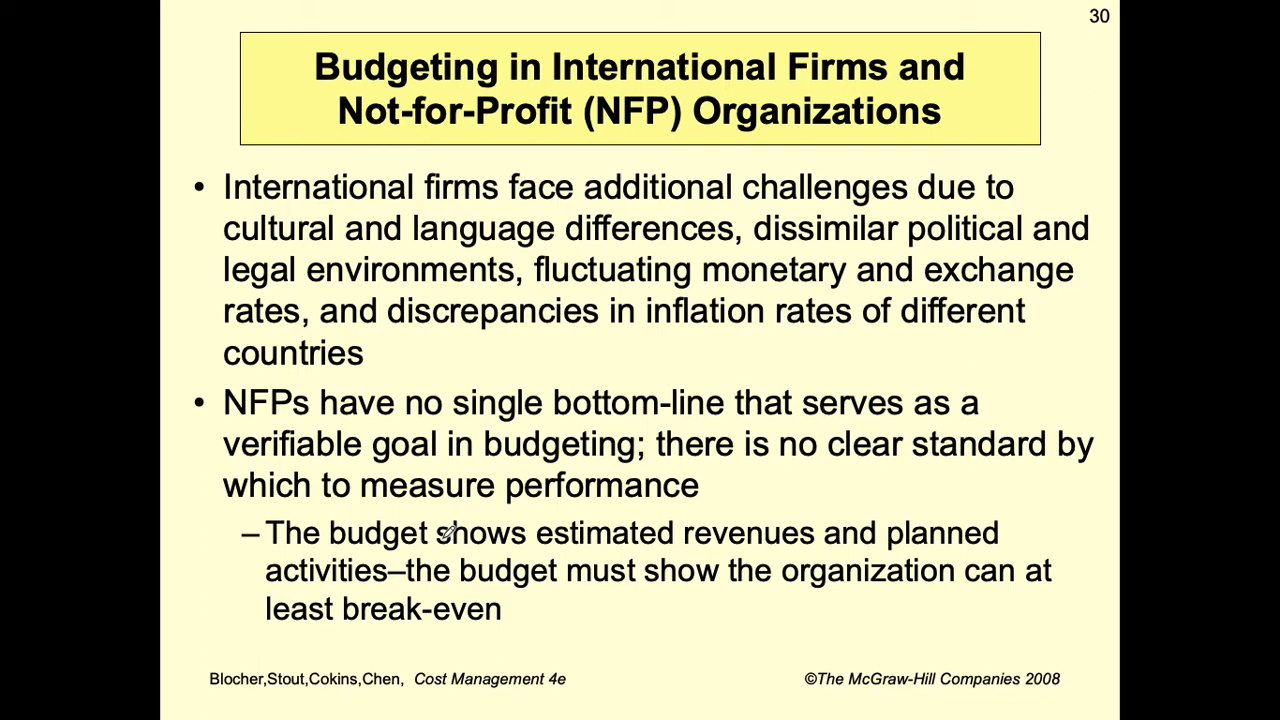 30
Budgeting in International Firms and
Not-for-Profit (NFP) Organizations
• International firms face additional challenges due to
cultural and language differences, dissimilar political and
legal environments, fluctuating monetary and exchange
rates, and discrepancies in inflation rates of different
countries
• NFPs have no single bottom-line that serves as a
verifiable goal in budgeting; there is no clear standard by
which to measure performance
– The budget shows estimated revenues and planned
activities–the budget must show the organization can at
least break-even
Blocher,Stout,Cokins,Chen, Cost Management 4e
©The McGraw-Hill Companies 2008